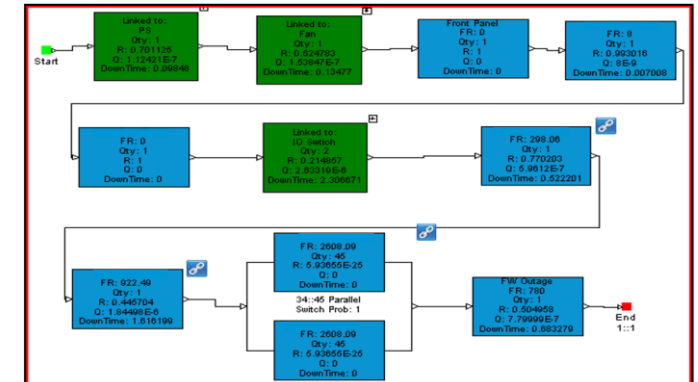 Start
Linked to:
PS
Qty: 1
R: 0.701125
Q: 1.12421E-7
DownTime: 0.09848
Linked to:
Fan
Qty: 1
R: 0.624783
Q: 1.53847E-7
DownTime: 0.13477
Front Panel
FR: 0
Qty: 1
R: 1
Q: 0
DownTime: 0
FR: 8
Qty: 1
R: 0.993016
Q: 8E-9
DownTime: 0.007008
FR: 0
Qty: 1
R: 1
Q: 0
DownTime: 0
Linked to:
IO Swtich
Qty: 2
R: 0.214857
Q: 2.63319E-6
DownTime: 2.306671
FR: 298.06
Qty: 1
R: 0.770203
Q: 5.9612E-7
DownTime: 0.522201
FR: 922.49
Qty: 1
R: 0.445704
Q: 1.84498E-6
DownTime: 1.616199
FR: 2608.09
Qty: 45
R: 5.93655E-25
Q: 0
DownTime: 0
34::45 Parallel
Switch Prob: 1
FR: 2608.09
Qty: 45
R: 5.93655E-25
Q: 0
DownTime: 0
FW Outage
FR: 780
Qty: 1
R: 0.504958
Q: 7.79999E-7
DownTime: 0.683279
End
1::1